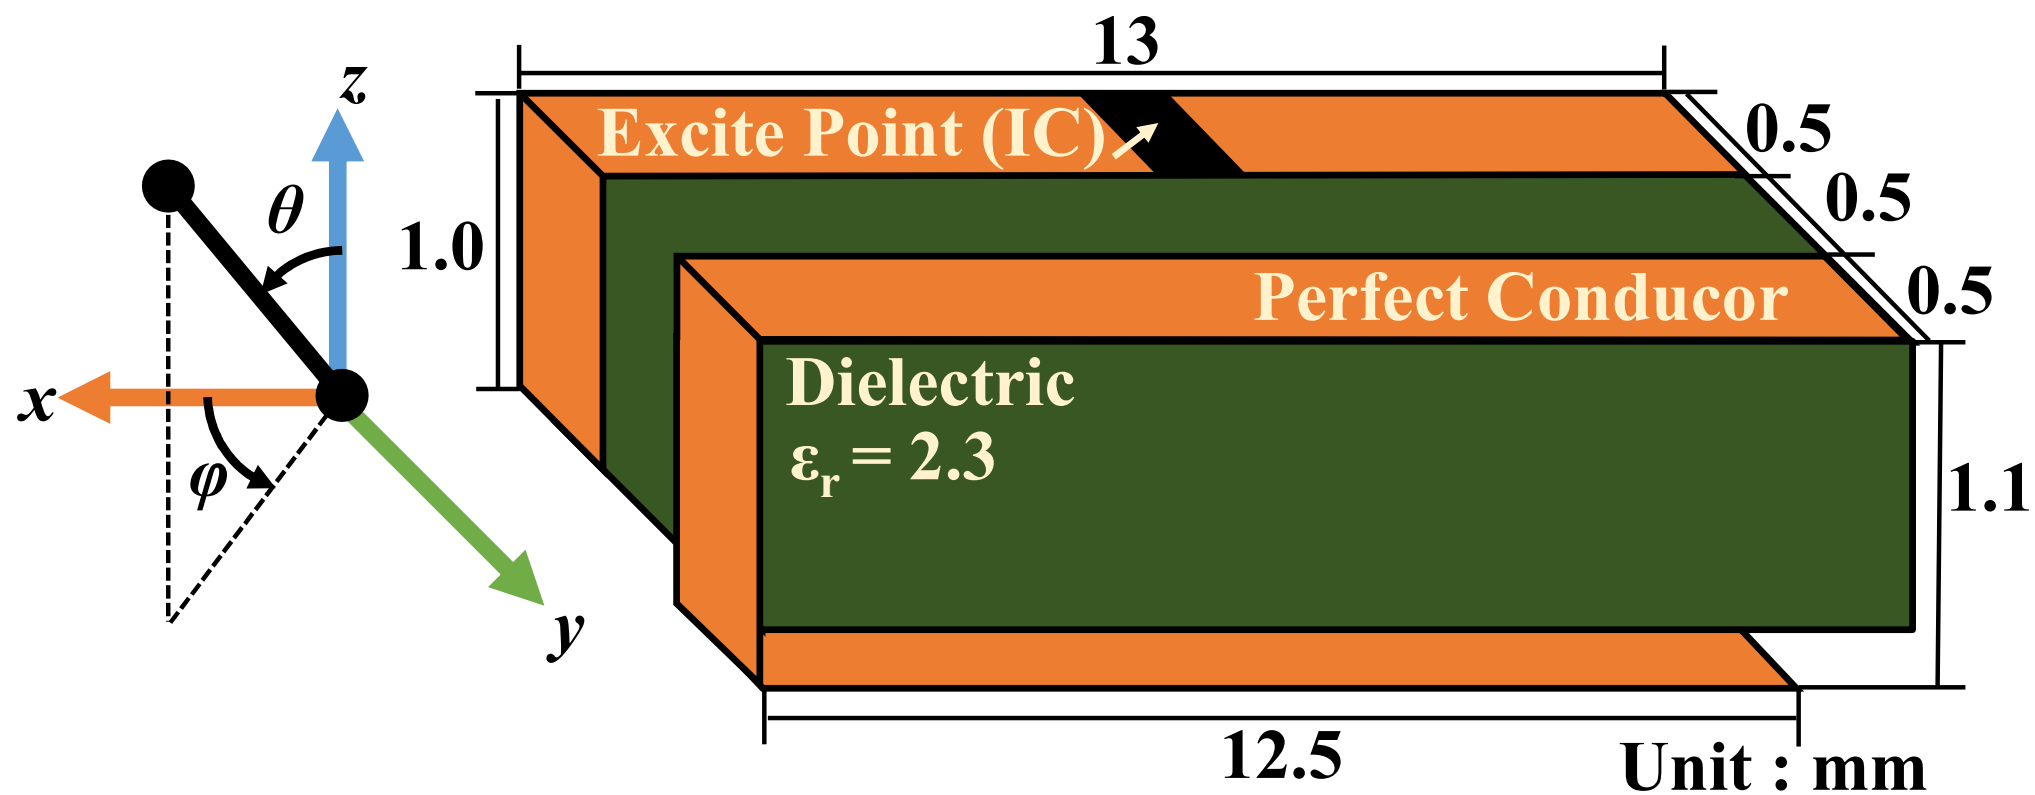 13
z
Excite Point (IC)
0.5
θ
0.5
1.0
0.5
Perfect Conducor
x
Dielectric
εr = 2.3
φ
1.1
y
12.5
Unit : mm